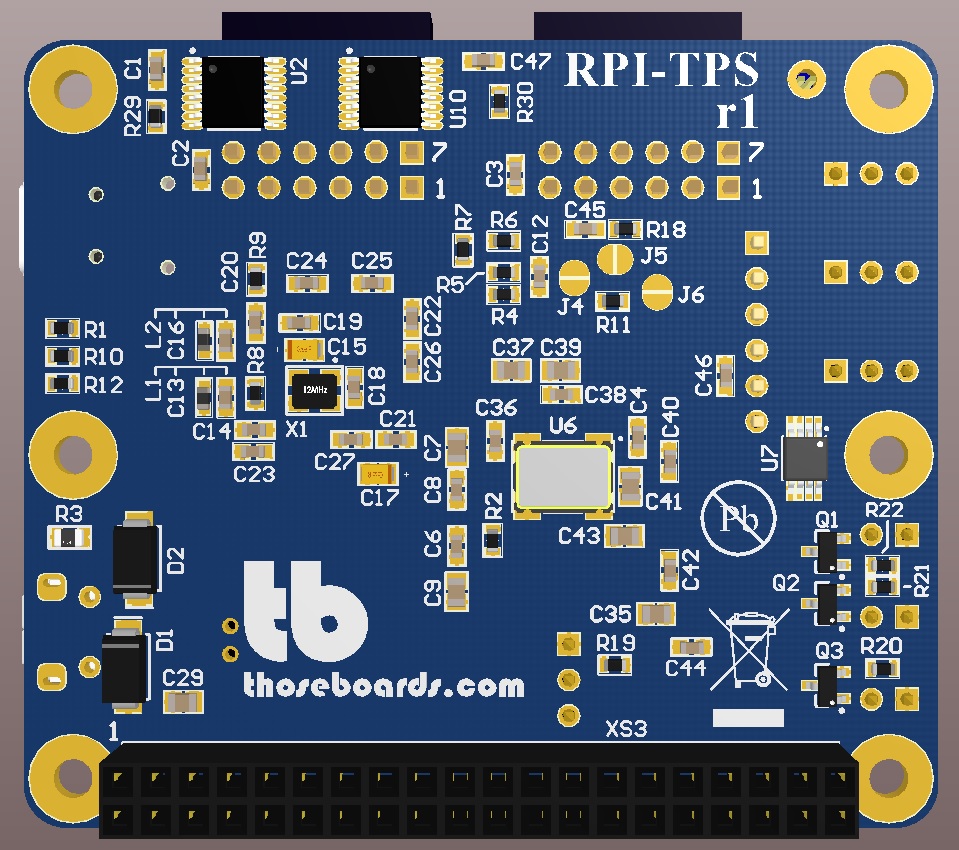 C1
U2
C47
RPI-TPS
R29
U10
R30
r1
C2
7
C3
7
1
1
R7
R6
C12
C45
R18
R9
C20
C24
C25
R5
J5
J4
J6
R4
R11
C22
L2
C16
C19
R1
C15
C26
C37
C39
C46
R10
R8
R12
L1
C13
12MHz
C18
C38
C4
C40
C14
X1
C21
C36
U6
C7
U7
C23
C27
C17
C8
C41
R3
R2
Pb
R22
Q1
D2
C6
C43
C42
Q2
R21
C9
tb
C35
D1
R19
C44
Q3
R20
C29
thoseboards.com
1
XS3